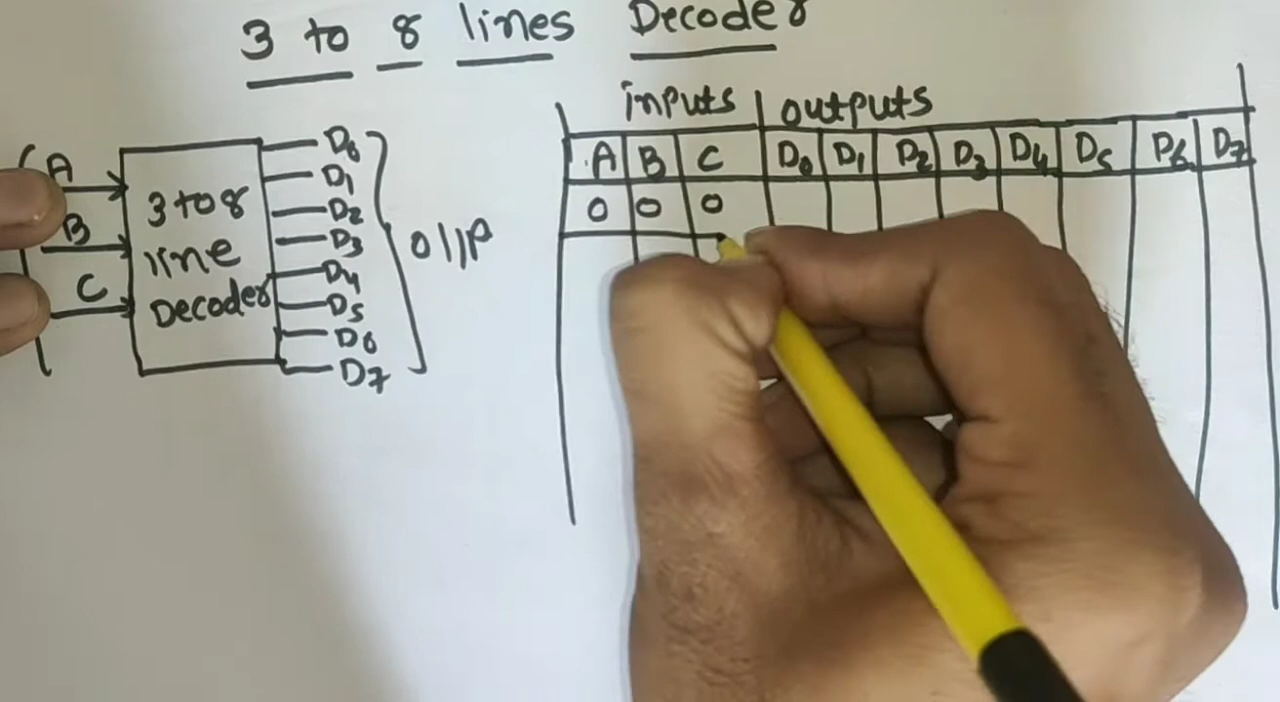 3 to 8 lines Decoder
A
B
C
3 to 8
line
Decoder
D0
D1
D2
D3
D4
D5
D6
D7
O/P
inputs outputs
A B C D0 D1 D2 D3 D4 D5 D6 D7
0 0 0